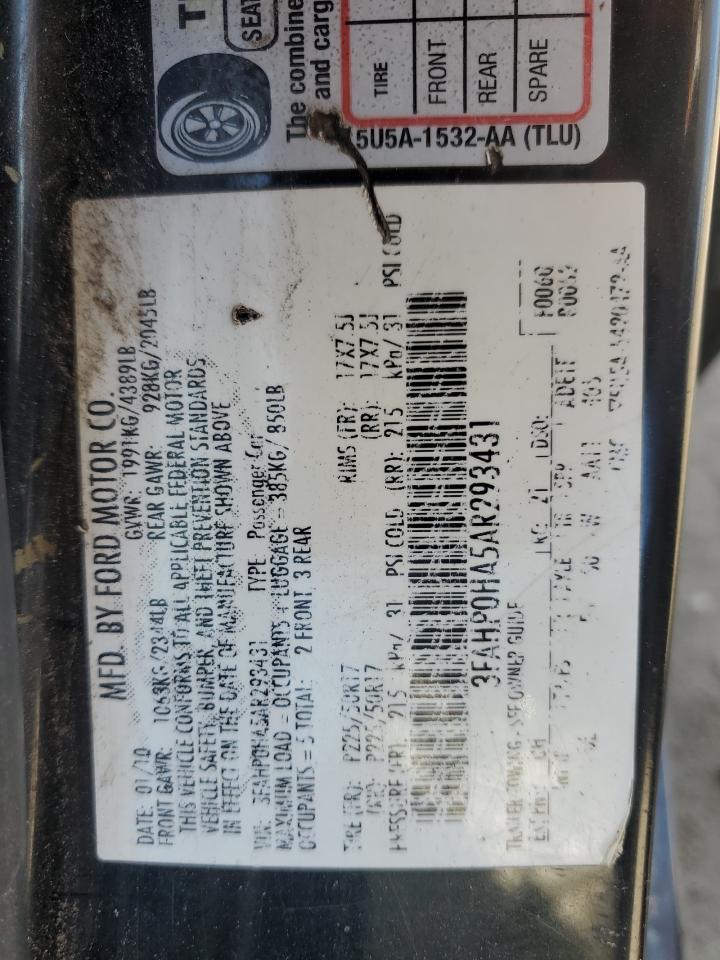 SEAT
The combine
and carg
TIRE
FRONT
REAR
SPARE
5U5A-1532-AA (TLU)
MFD. BY FORD MOTOR CO.
DATE: 01/10 GVWR: 1991KG/4389LB
FRONT GAWR: 1063KG/2344LB REAR GAWR: 928KG/2045LB
THIS VEHICLE CONFORMS TO ALL APPLICABLE FEDERAL MOTOR
VEHICLE SAFETY, BUMPER, AND THEFT PREVENTION STANDARDS
IN EFFECT ON THE DATE OF MANUFACTURE SHOWN ABOVE
VIN: 3FAHP0HA5AR293431 TYPE: Passenger Car
MAXIMUM LOAD = OCCUPANTS + LUGGAGE = 385KG/ 850LB
OCCUPANTS = 5 TOTAL: 2 FRONT 3 REAR
TIRE (FR): P225/50R17 RIMS (FR): 17X7.5J
(RR): P225/50R17 (RR): 17X7.5J
PRESSURE (FR) 215 kPa/ 31 PSI COLD (RR): 215 kPa/ 31 PSI COLD
3FAHP0HA5AR293431
TRAILER TOWING - SEE OWNER GUIDE